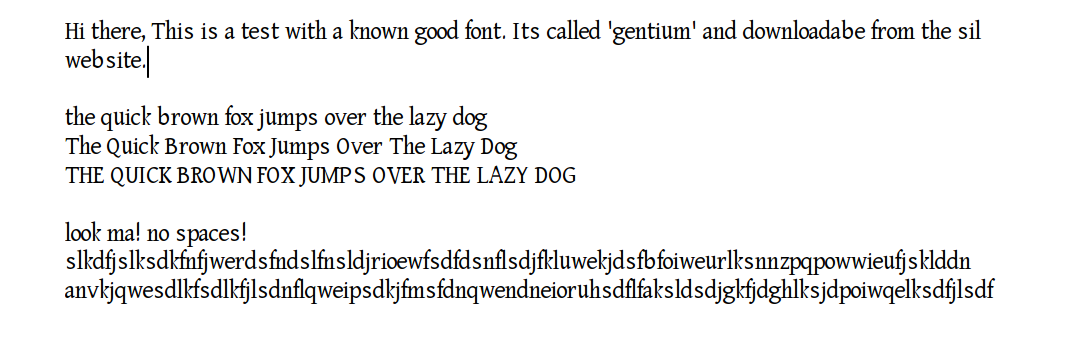 Hi there, This is a test with a known good font. Its called 'gentium' and downloadabe from the sil
website.
the quick brown fox jumps over the lazy dog
The Quick Brown Fox Jumps Over The Lazy Dog
THE QUICK BROWN FOX JUMPS OVER THE LAZY DOG
look ma! no spaces!
slkdfjslksdkfnfjwerdsfndslfnsldjrioewfsdfdsnflsdjfkluwekjdsfbfoiweurlksnnzpqpowwieufjsklddn
anvkjqwesdlkfsdlkfjlsdnflqweipsdkjfmsfdnqwendneioruhsdflfaksldsdjgkfjdghlksjdpoiwqelksdfjlsdf